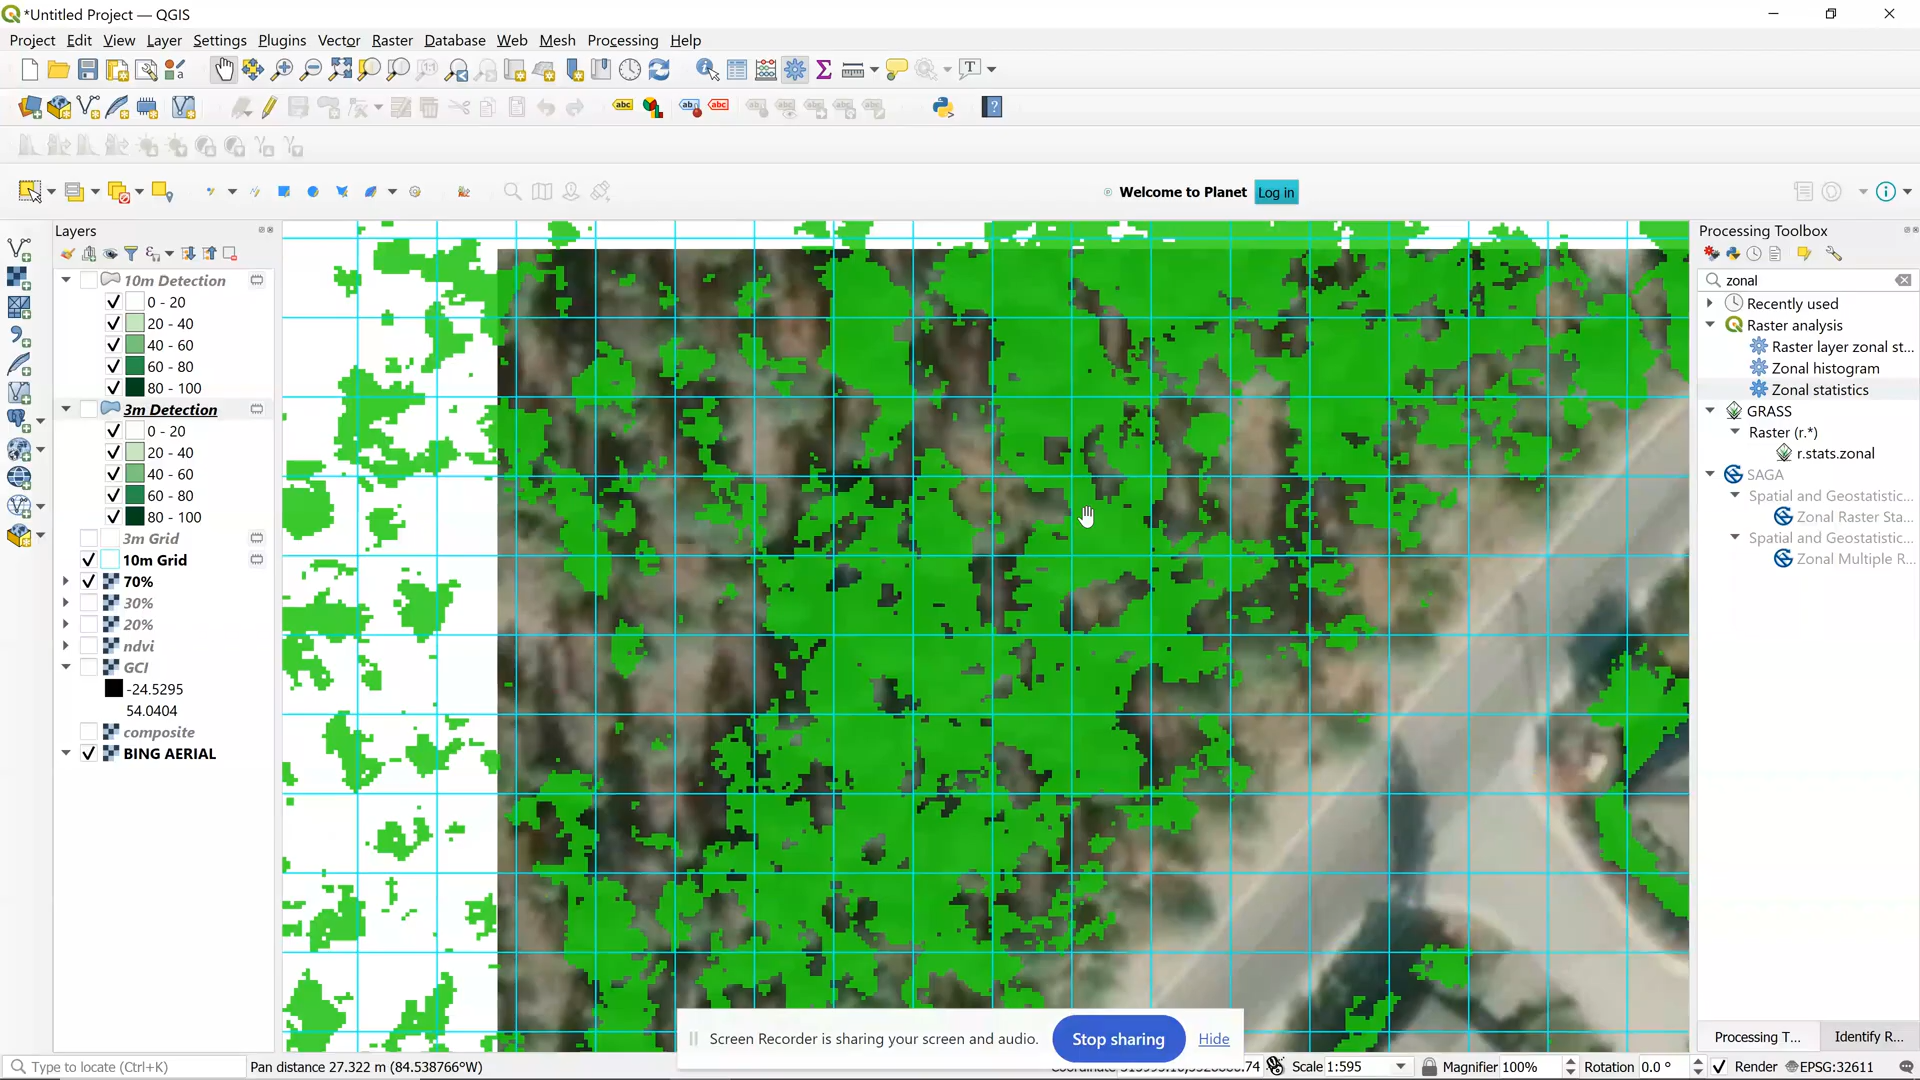 *Untitled Project — QGIS
Project Edit View Layer Settings Plugins Vector Raster Database Web Mesh Processing Help
abc abc abc
Welcome to Planet Log in
Layers
10m Detection
0 - 20
20 - 40
40 - 60
60 - 80
80 - 100
3m Detection
0 - 20
20 - 40
40 - 60
60 - 80
80 - 100
3m Grid
10m Grid
70%
30%
20%
ndvi
GCI
-24.5295
54.0404
composite
BING AERIAL
Processing Toolbox
zonal
Recently used
Raster analysis
Raster layer zonal st...
Zonal histogram
Zonal statistics
GRASS
Raster (r.*)
r.stats.zonal
SAGA
Spatial and Geostatistic...
Zonal Raster Sta...
Spatial and Geostatistic...
Zonal Multiple R...
Processing T... Identify R...
Screen Recorder is sharing your screen and audio. Stop sharing Hide
Type to locate (Ctrl+K) Pan distance 27.322 m (84.538766°W) Scale 1:595 Magnifier 100% Rotation 0.0 ° Render EPSG:32611